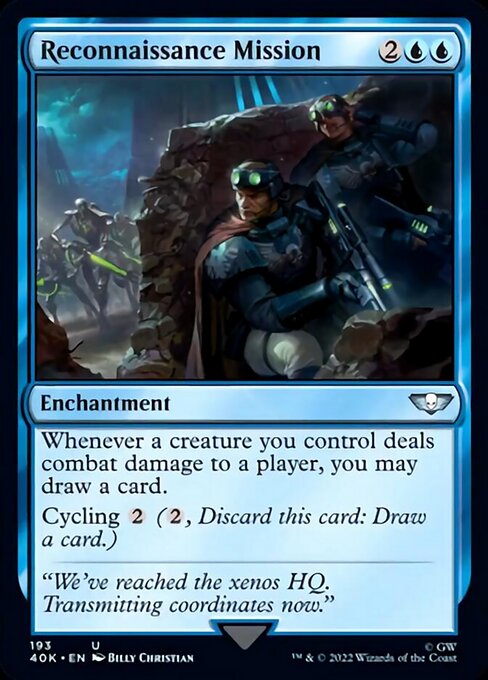 Reconnaissance Mission 2
Enchantment
Whenever a creature you control deals
combat damage to a player, you may
draw a card.
Cycling 2 (2, Discard this card: Draw
a card.)
"We've reached the xenos HQ.
Transmitting coordinates now."
193 U
40K • EN Billy Christian
© GW
™ & © 2022 Wizards of the Coast